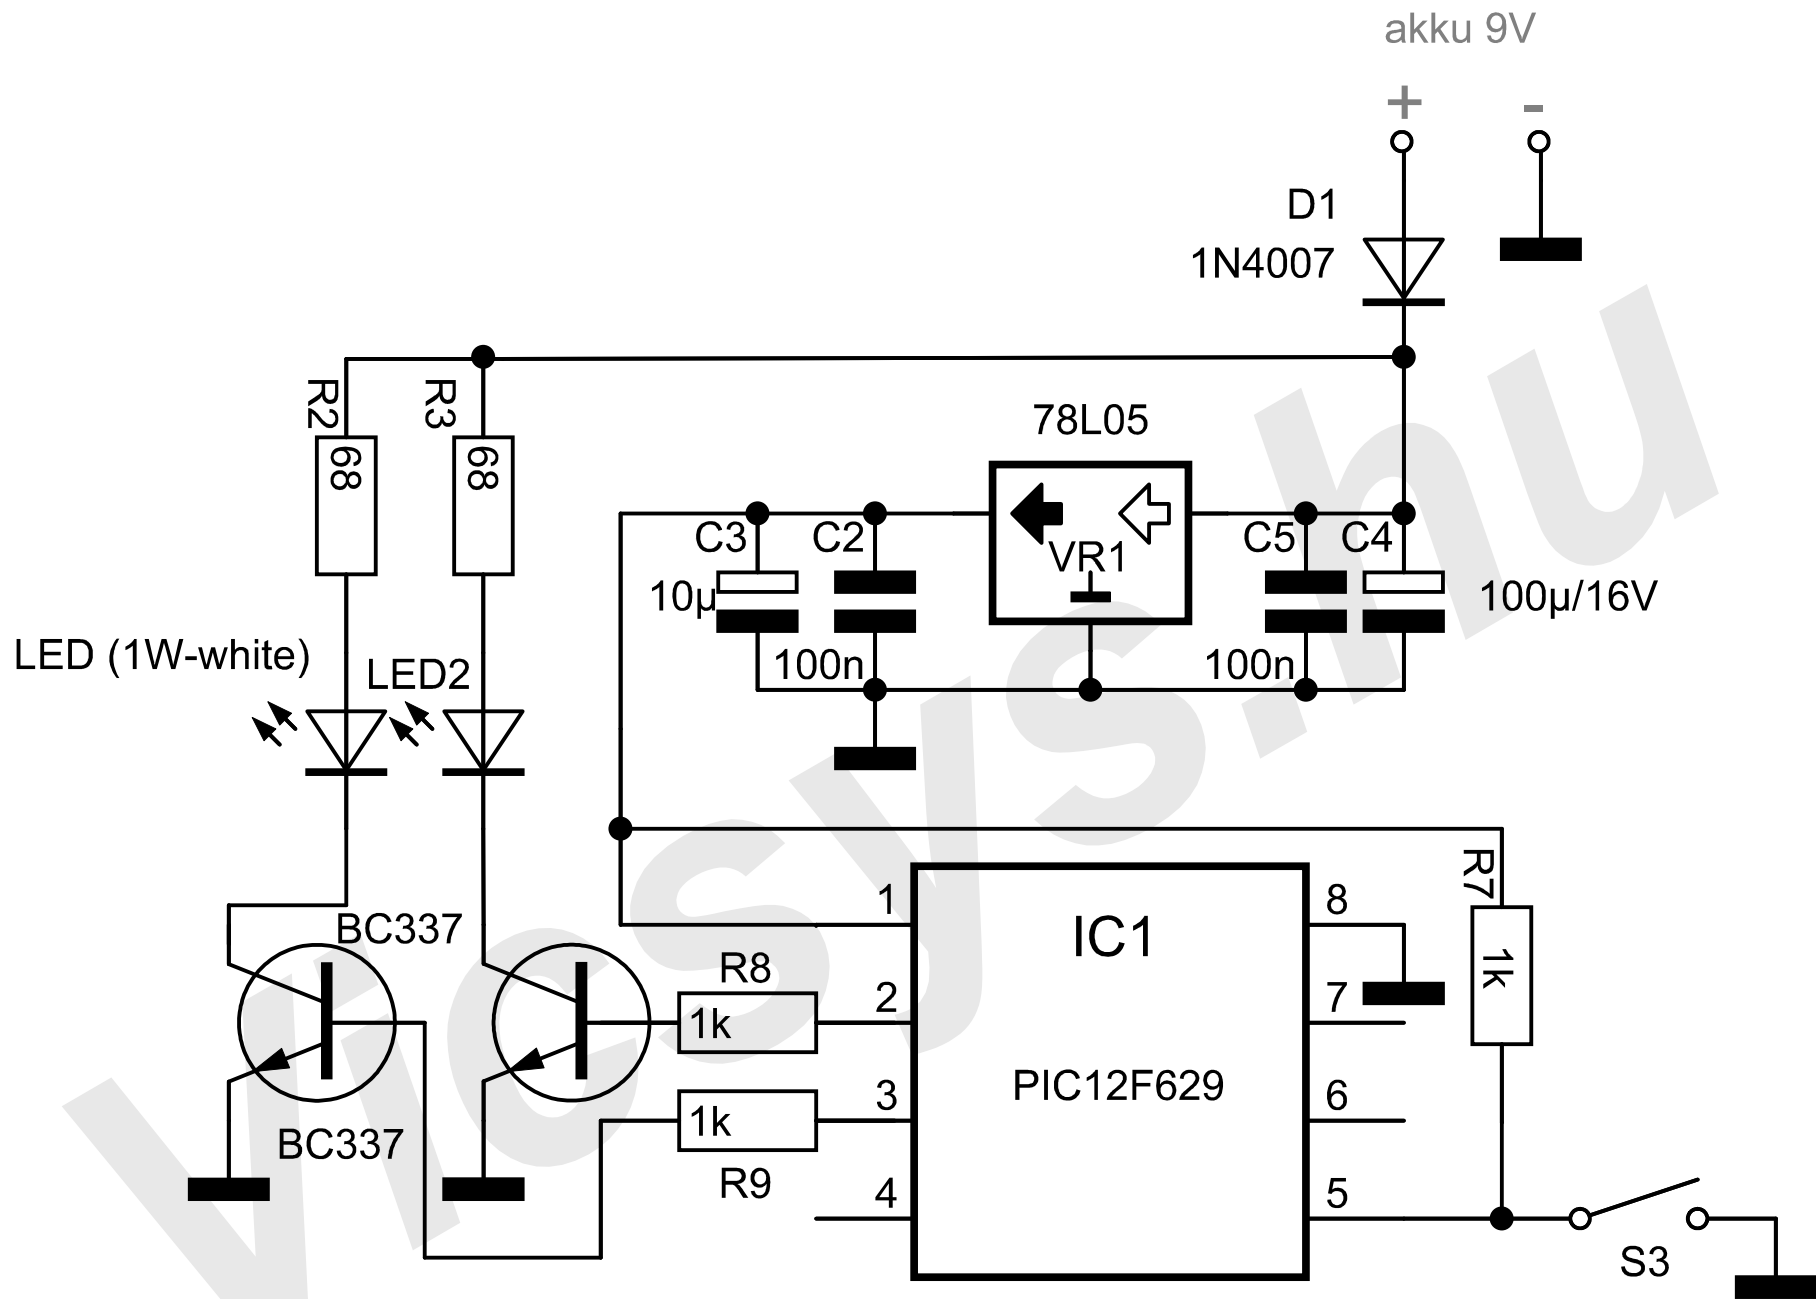 akku 9V
+ -
D1
1N4007
R2
R3
68
68
78L05
VR1
C3
C2
C5
C4
10µ
100n
100n
100µ/16V
LED (1W-white)
LED2
BC337
BC337
R8
1k
R9
1k
IC1
PIC12F629
1
2
3
4
8
7
6
5
R7
1k
S3
vicsys.hu